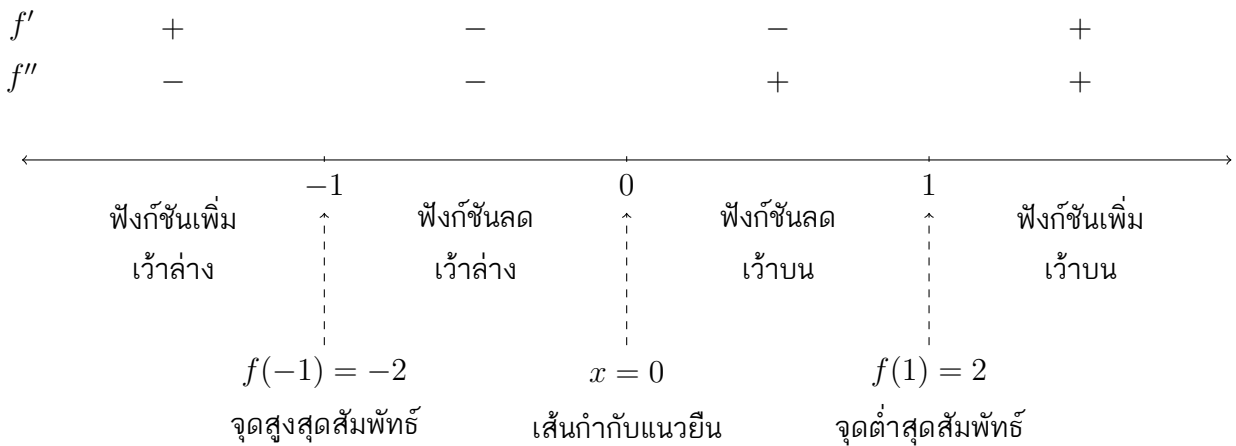 f′ + − − +
f″ − − + +
−1 0 1
ฟังก์ชันเพิ่ม ฟังก์ชันลด ฟังก์ชันลด ฟังก์ชันเพิ่ม
เว้าล่าง เว้าล่าง เว้าบน เว้าบน
f(−1) = −2 x = 0 f(1) = 2
จุดสูงสุดสัมพัทธ์ เส้นกำกับแนวยืน จุดต่ำสุดสัมพัทธ์